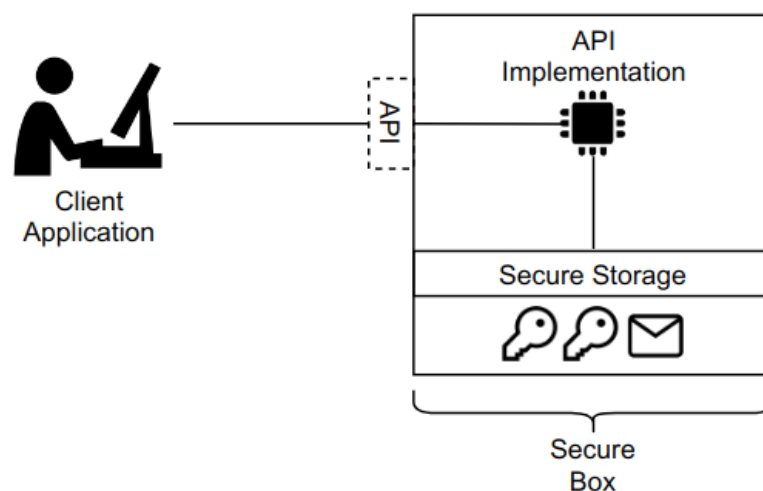 API
Implementation
API
Client
Application
Secure Storage
Secure
Box